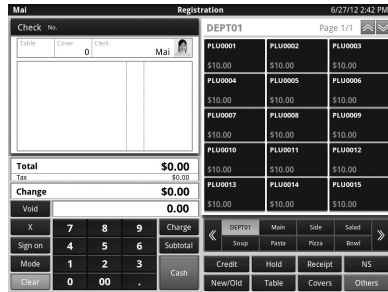 Mai Registration 6/27/12 2:42 PM
Check No.
Table Cover 0 Clerk Mai
Total $0.00
Tax $0.00
Change $0.00
Void 0.00
X 7 8 9 Charge
Sign on 4 5 6 Subtotal
Mode 1 2 3 Cash
Clear 0 00 .
DEPT01 Page 1/1
PLU0001 PLU0002 PLU0003
$10.00 $10.00 $10.00
PLU0004 PLU0005 PLU0006
$10.00 $10.00 $10.00
PLU0007 PLU0008 PLU0009
$10.00 $10.00 $10.00
PLU0010 PLU0011 PLU0012
$10.00 $10.00 $10.00
PLU0013 PLU0014 PLU0015
$10.00 $10.00 $10.00
DEPT01 Main Side Salad
Soup Pasta Pizza Bowl
Credit Hold Receipt NS
New/Old Table Covers Others